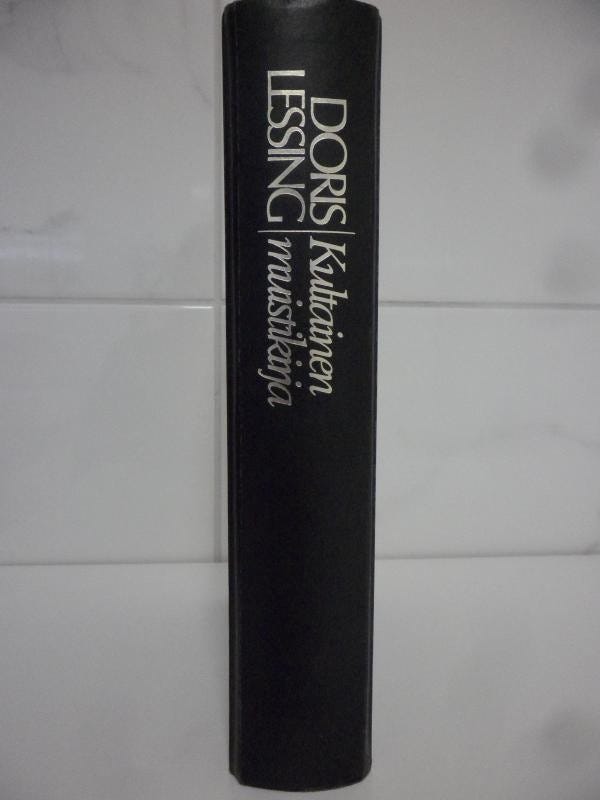 DORIS
LESSING
Kultainen
muistikirja